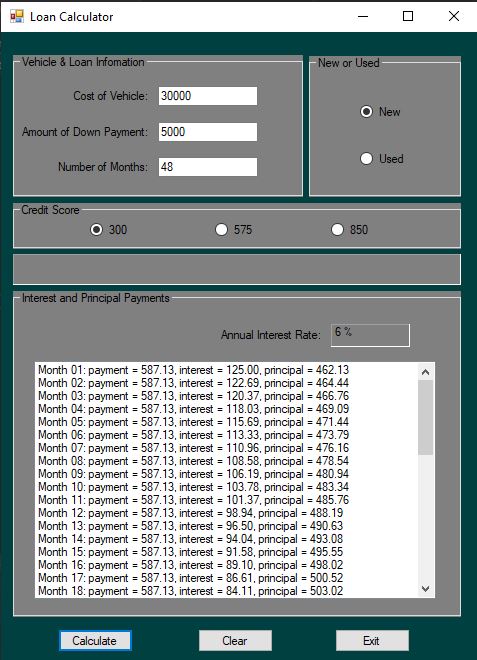 Loan Calculator
Vehicle & Loan Infomation
Cost of Vehicle: 30000
Amount of Down Payment: 5000
Number of Months: 48
New or Used
New
Used
Credit Score
300 575 850
Interest and Principal Payments
Annual Interest Rate: 6 %
Month 01: payment = 587.13, interest = 125.00, principal = 462.13
Month 02: payment = 587.13, interest = 122.69, principal = 464.44
Month 03: payment = 587.13, interest = 120.37, principal = 466.76
Month 04: payment = 587.13, interest = 118.03, principal = 469.09
Month 05: payment = 587.13, interest = 115.69, principal = 471.44
Month 06: payment = 587.13, interest = 113.33, principal = 473.79
Month 07: payment = 587.13, interest = 110.96, principal = 476.16
Month 08: payment = 587.13, interest = 108.58, principal = 478.54
Month 09: payment = 587.13, interest = 106.19, principal = 480.94
Month 10: payment = 587.13, interest = 103.78, principal = 483.34
Month 11: payment = 587.13, interest = 101.37, principal = 485.76
Month 12: payment = 587.13, interest = 98.94, principal = 488.19
Month 13: payment = 587.13, interest = 96.50, principal = 490.63
Month 14: payment = 587.13, interest = 94.04, principal = 493.08
Month 15: payment = 587.13, interest = 91.58, principal = 495.55
Month 16: payment = 587.13, interest = 89.10, principal = 498.02
Month 17: payment = 587.13, interest = 86.61, principal = 500.52
Month 18: payment = 587.13, interest = 84.11, principal = 503.02
Calculate Clear Exit